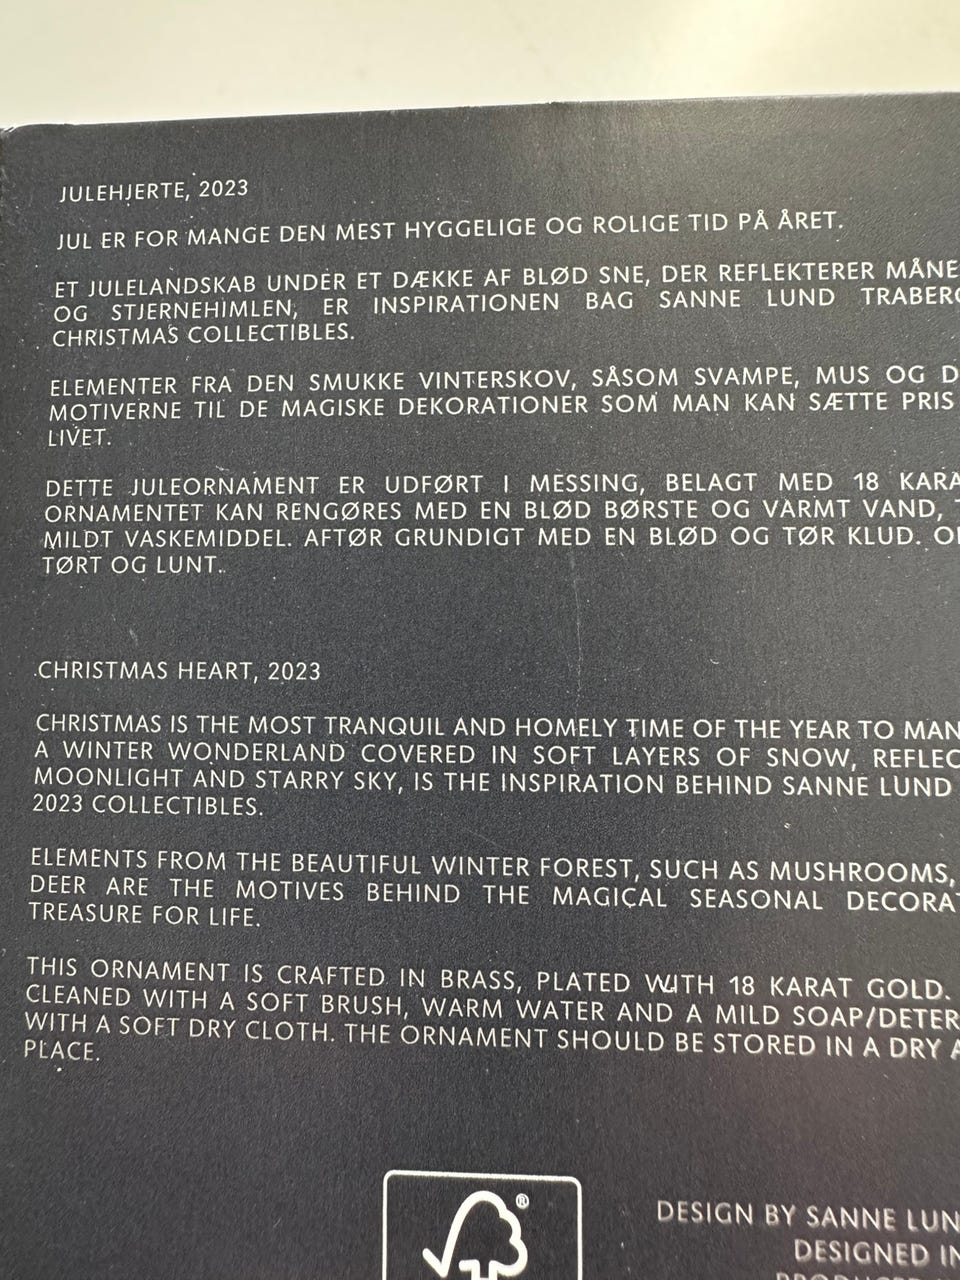 JULEHJERTE, 2023
JUL ER FOR MANGE DEN MEST HYGGELIGE OG ROLIGE TID PÅ ÅRET.
ET JULELANDSKAB UNDER ET DÆKKE AF BLØD SNE, DER REFLEKTERER
OG STJERNEHIMLEN, ER INSPIRATIONEN BAG SANNE LUND
CHRISTMAS COLLECTIBLES.
ELEMENTER FRA DEN SMUKKE VINTERSKOV, SÅSOM SVAMPE, MUS OG
MOTIVERNE TIL DE MAGISKE DEKORATIONER SOM MAN KAN SÆTTE PRIS
LIVET.
DETTE JULEORNAMENT ER UDFØRT I MESSING, BELAGT MED 18
ORNAMENTET KAN RENGØRES MED EN BLØD BØRSTE OG VARMT VAND,
MILDT VASKEMIDDEL. AFTØR GRUNDIGT MED EN BLØD OG TØR KLUD.
TØRT OG LUNT.
CHRISTMAS HEART, 2023
CHRISTMAS IS THE MOST TRANQUIL AND HOMELY TIME OF THE YEAR TO
A WINTER WONDERLAND COVERED IN SOFT LAYERS OF SNOW,
MOONLIGHT AND STARRY SKY, IS THE INSPIRATION BEHIND SANNE LUND
2023 COLLECTIBLES.
ELEMENTS FROM THE BEAUTIFUL WINTER FOREST, SUCH AS MUSHROOMS,
DEER ARE THE MOTIVES BEHIND THE MAGICAL SEASONAL
TREASURE FOR LIFE.
THIS ORNAMENT IS CRAFTED IN BRASS, PLATED WITH 18 KARAT GOLD.
CLEANED WITH A SOFT BRUSH, WARM WATER AND A MILD
WITH A SOFT DRY CLOTH. THE ORNAMENT SHOULD BE STORED IN A DRY
PLACE.
®
DESIGN BY SANNE
DESIGNED